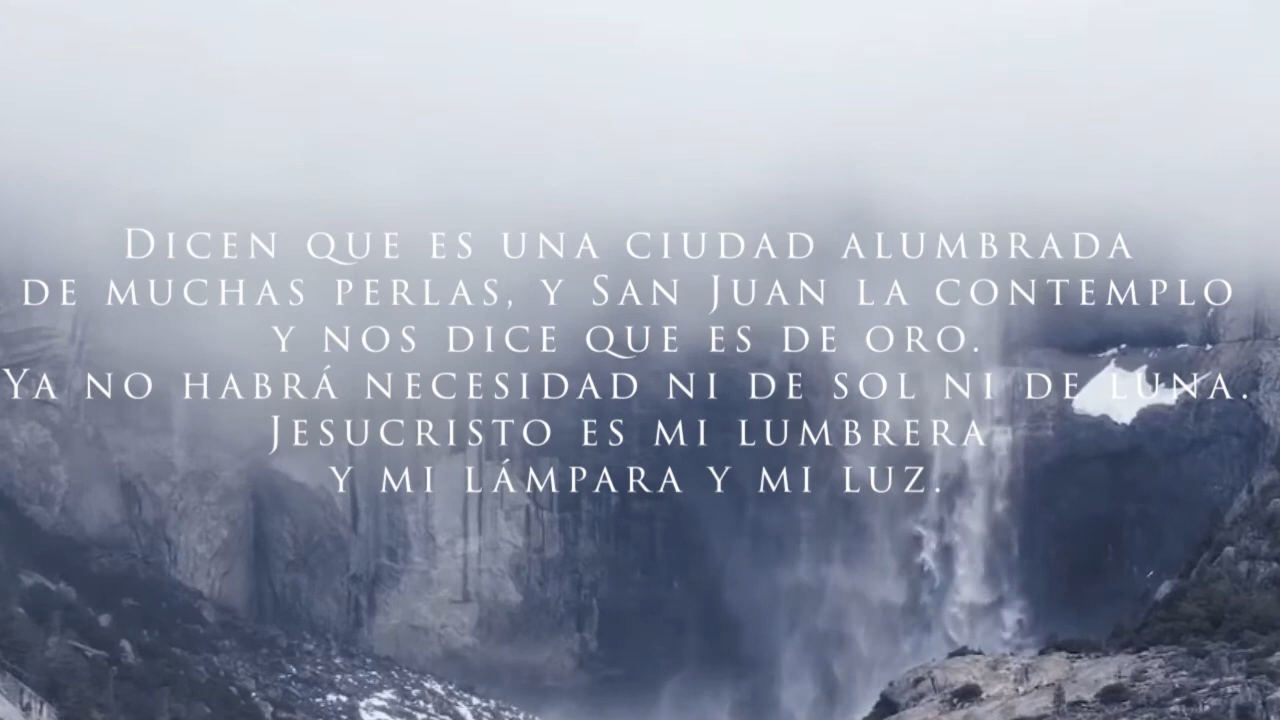 Dicen que es una ciudad alumbrada
de muchas perlas, y San Juan la contemplo
y nos dice que es de oro.
Ya no habrá necesidad ni de sol ni de luna.
Jesucristo es mi lumbrera
y mi lámpara y mi luz.